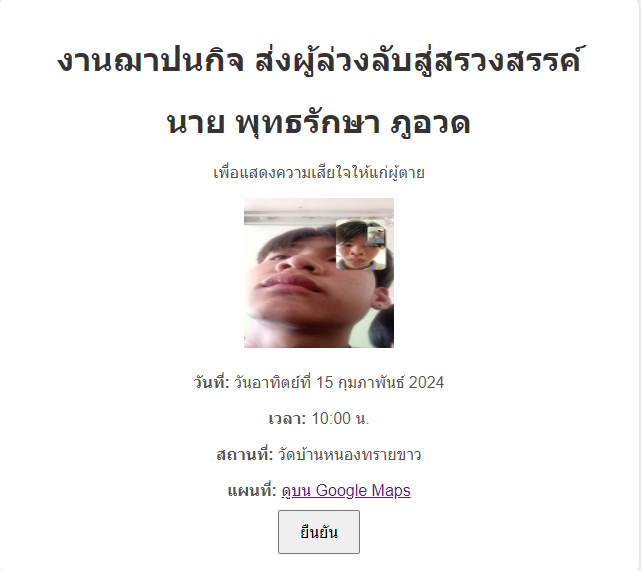 งานฌาปนกิจ ส่งผู้ล่วงลับสู่สรวงสรรค์
นาย พุทธรักษา ภูอวด
เพื่อแสดงความเสียใจให้แก่ผู้ตาย
วันที่: วันอาทิตย์ที่ 15 กุมภาพันธ์ 2024
เวลา: 10:00 น.
สถานที่: วัดบ้านหนองทรายขาว
แผนที่: ดูบน Google Maps
ยืนยัน